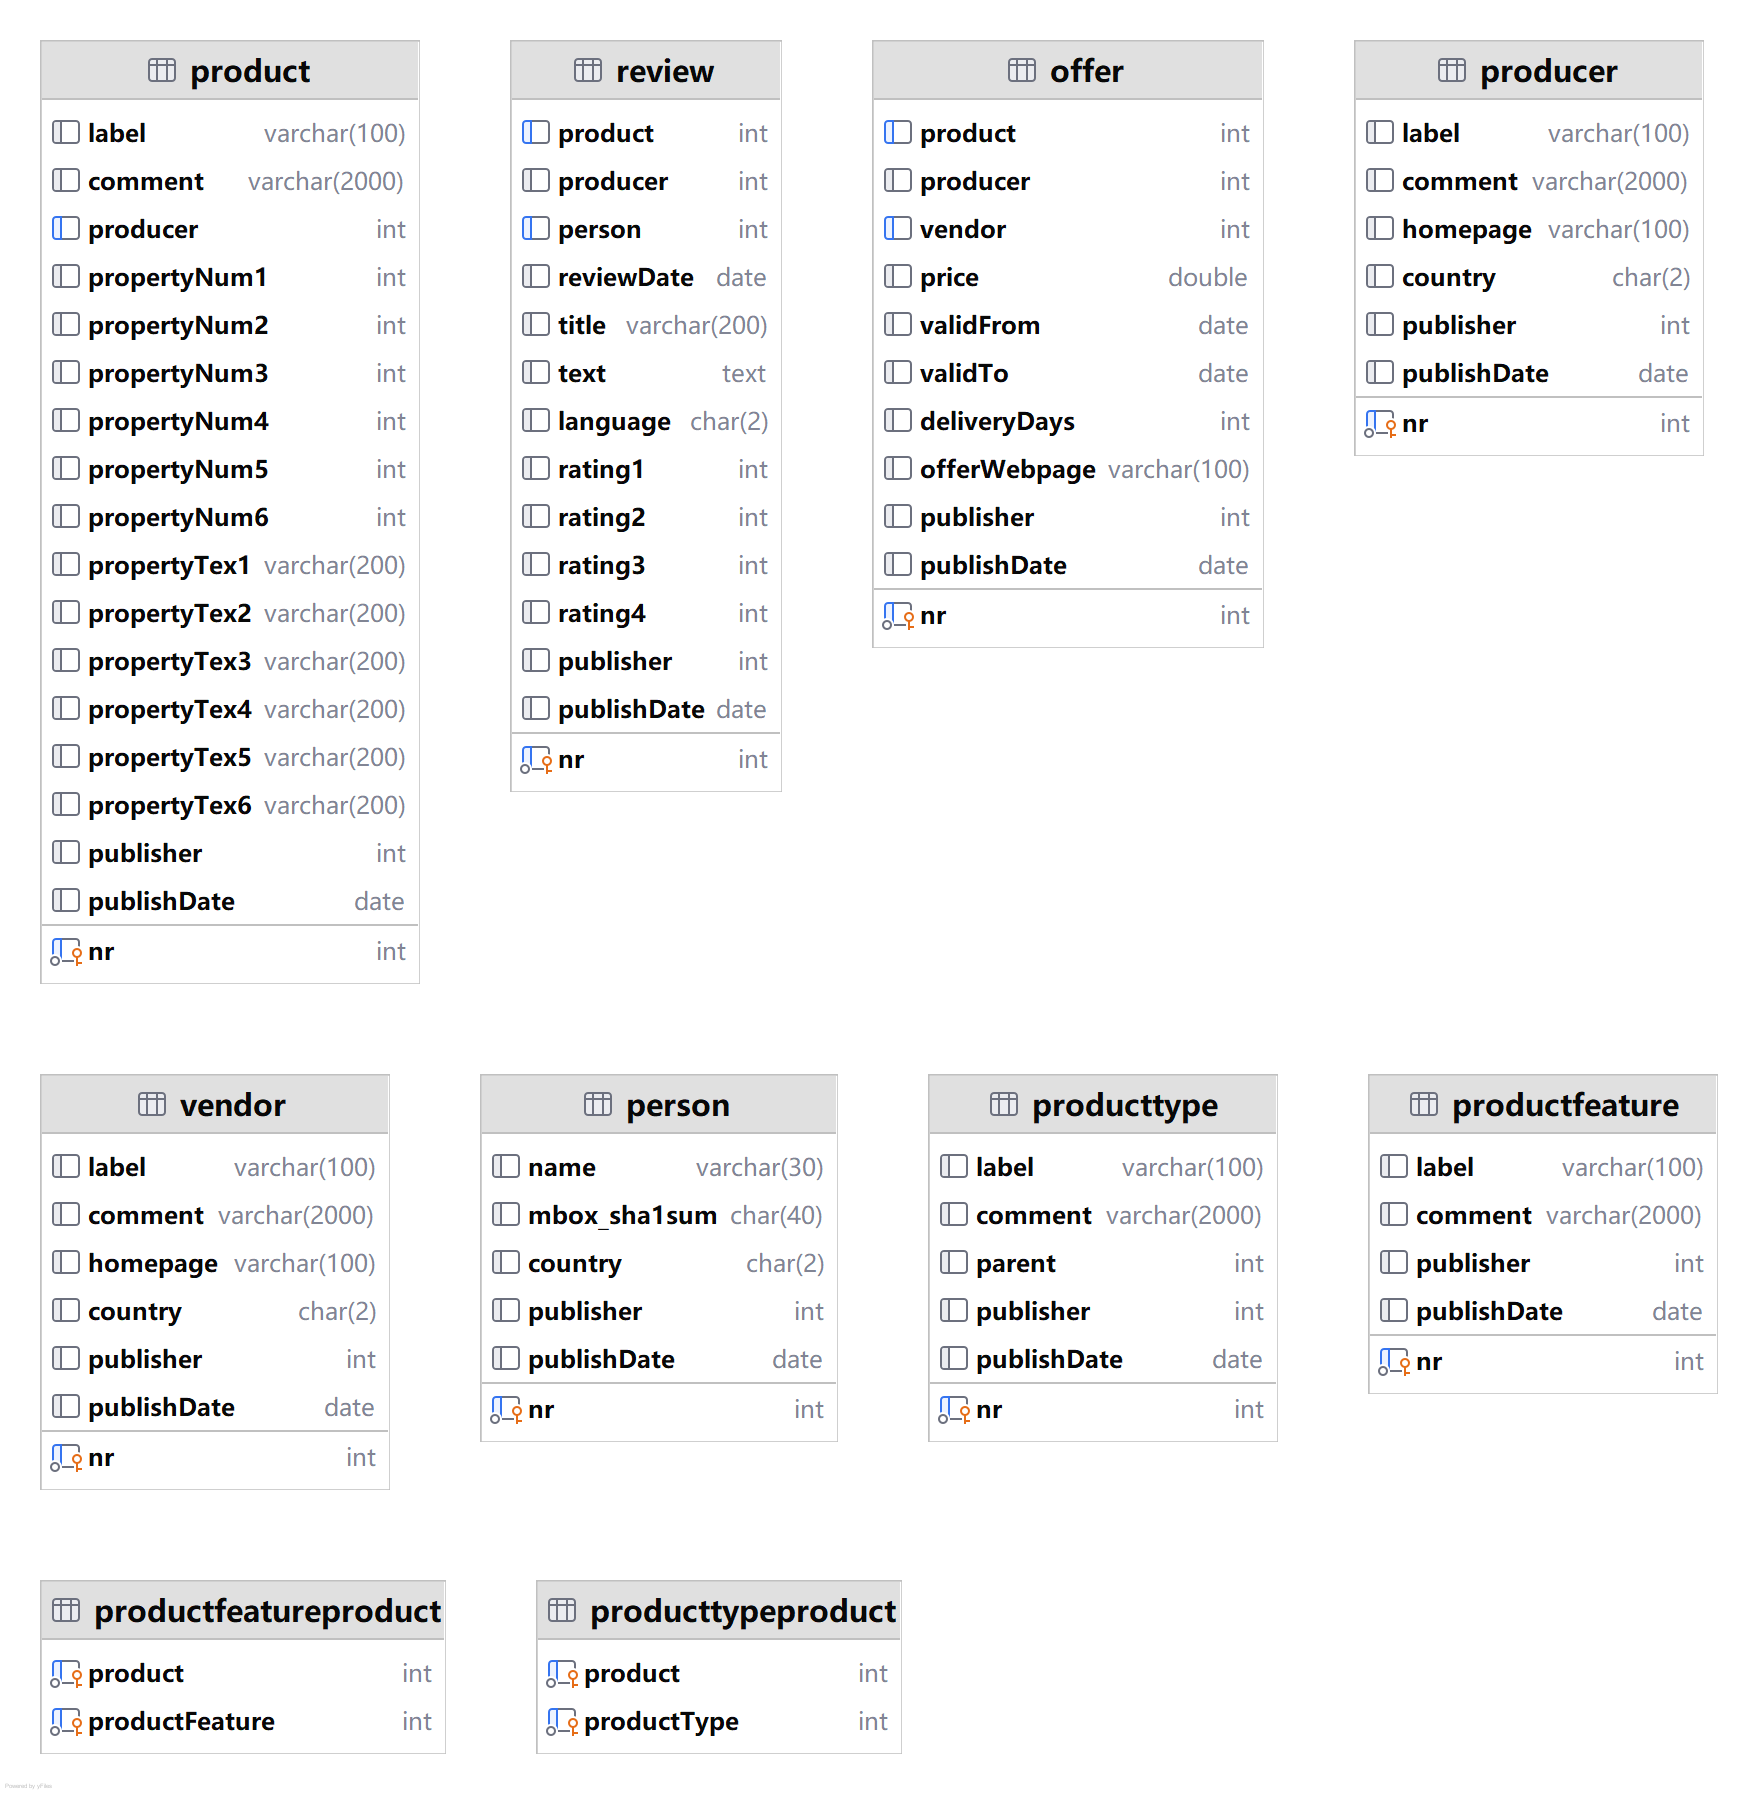 product
label varchar(100)
comment varchar(2000)
producer int
propertyNum1 int
propertyNum2 int
propertyNum3 int
propertyNum4 int
propertyNum5 int
propertyNum6 int
propertyTex1 varchar(200)
propertyTex2 varchar(200)
propertyTex3 varchar(200)
propertyTex4 varchar(200)
propertyTex5 varchar(200)
propertyTex6 varchar(200)
publisher int
publishDate date
nr int
review
product int
producer int
person int
reviewDate date
title varchar(200)
text text
language char(2)
rating1 int
rating2 int
rating3 int
rating4 int
publisher int
publishDate date
nr int
offer
product int
producer int
vendor int
price double
validFrom date
validTo date
deliveryDays int
offerWebpage varchar(100)
publisher int
publishDate date
nr int
producer
label varchar(100)
comment varchar(2000)
homepage varchar(100)
country char(2)
publisher int
publishDate date
nr int
vendor
label varchar(100)
comment varchar(2000)
homepage varchar(100)
country char(2)
publisher int
publishDate date
nr int
person
name varchar(30)
mbox_sha1sum char(40)
country char(2)
publisher int
publishDate date
nr int
producttype
label varchar(100)
comment varchar(2000)
parent int
publisher int
publishDate date
nr int
productfeature
label varchar(100)
comment varchar(2000)
publisher int
publishDate date
nr int
productfeatureproduct
product int
productFeature int
producttypeproduct
product int
productType int
Powered by yFiles